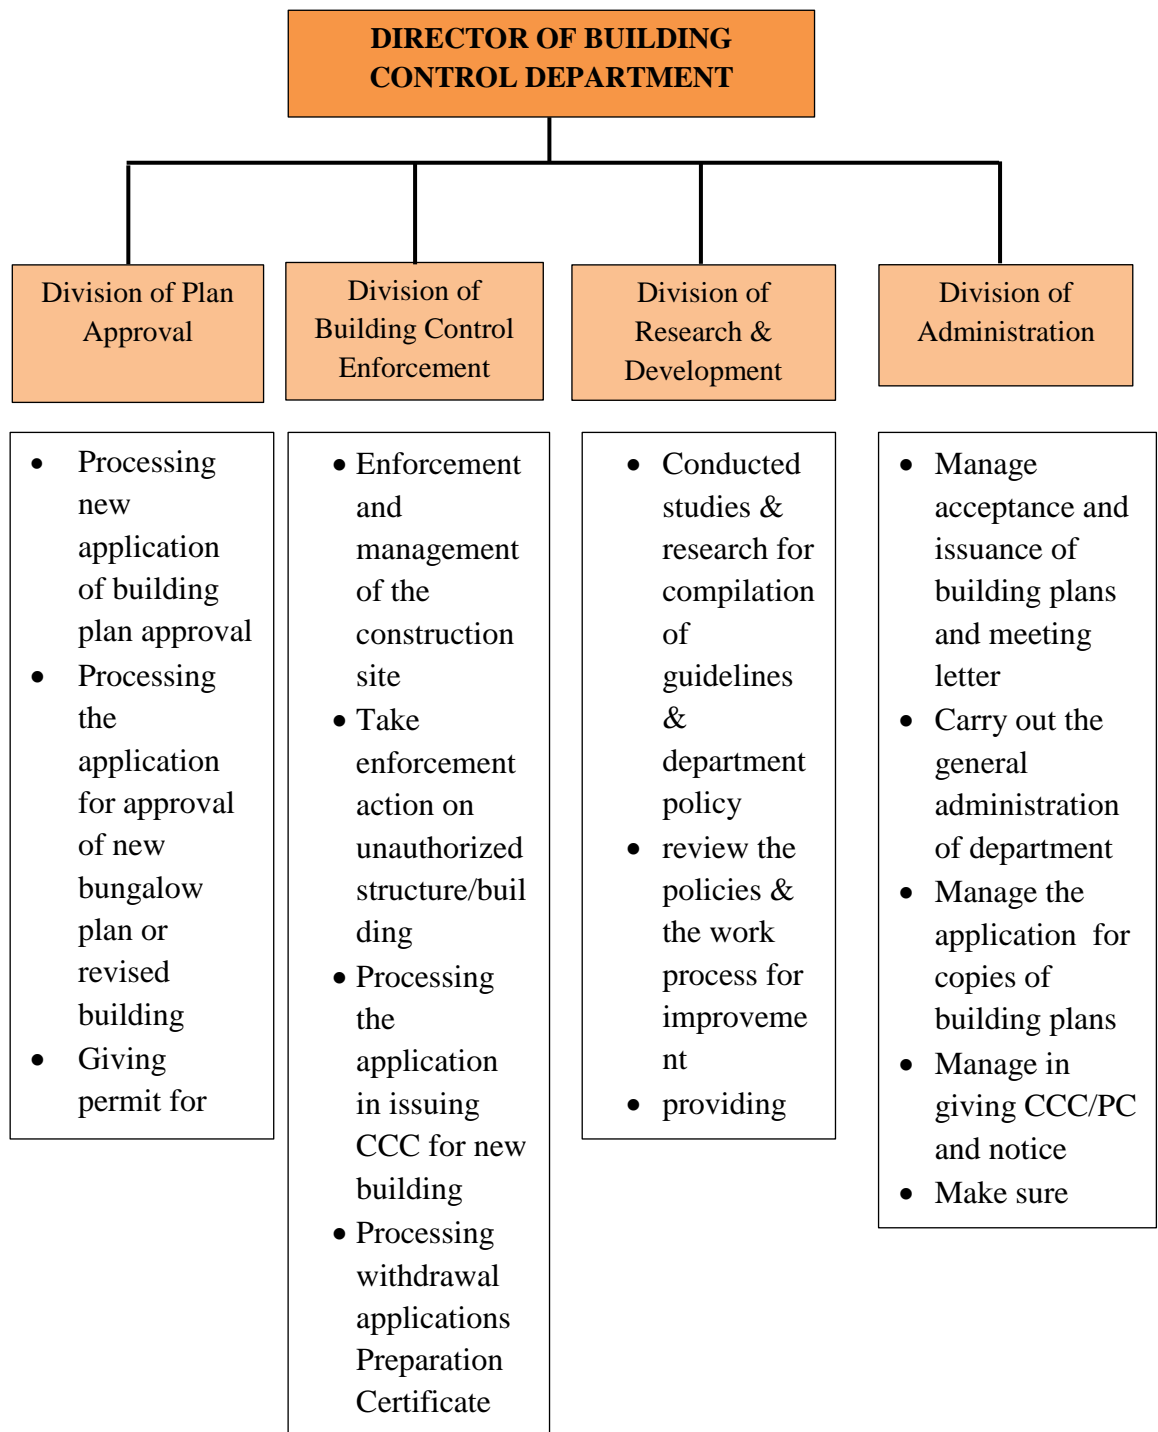 DIRECTOR OF BUILDING
CONTROL DEPARTMENT
Division of Plan
Approval
Division of
Building Control
Enforcement
Division of
Research &
Development
Division of
Administration
• Processing
new
application
of building
plan approval
• Processing
the
application
for approval
of new
bungalow
plan or
revised
building
• Giving
permit for
• Enforcement
and
management
of the
construction
site
• Take
enforcement
action on
unauthorized
structure/buil
ding
• Processing
the
application
in issuing
CCC for new
building
• Processing
withdrawal
applications
Preparation
Certificate
• Conducted
studies &
research for
compilation
of
guidelines
&
department
policy
• review the
policies &
the work
process for
improveme
nt
• providing
• Manage
acceptance and
issuance of
building plans
and meeting
letter
• Carry out the
general
administration
of department
• Manage the
application for
copies of
building plans
• Manage in
giving CCC/PC
and notice
• Make sure